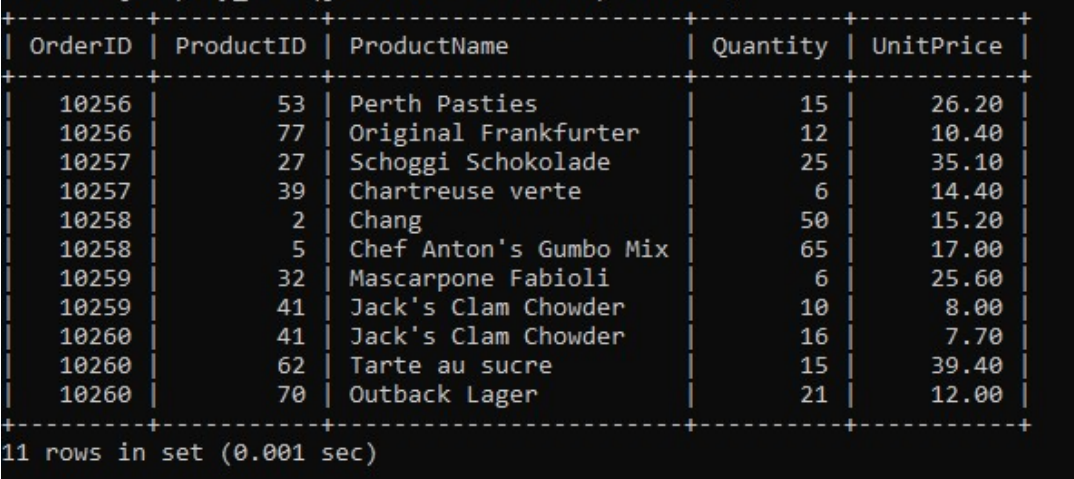 +---------+-----------+-----------------------+----------+-----------+
| OrderID | ProductID | ProductName           | Quantity | UnitPrice |
+---------+-----------+-----------------------+----------+-----------+
|   10256 |        53 | Perth Pasties         |       15 |     26.20 |
|   10256 |        77 | Original Frankfurter  |       12 |     10.40 |
|   10257 |        27 | Schoggi Schokolade    |       25 |     35.10 |
|   10257 |        39 | Chartreuse verte      |        6 |     14.40 |
|   10258 |         2 | Chang                 |       50 |     15.20 |
|   10258 |         5 | Chef Anton's Gumbo Mix |       65 |     17.00 |
|   10259 |        32 | Mascarpone Fabioli    |        6 |     25.60 |
|   10259 |        41 | Jack's Clam Chowder   |       10 |      8.00 |
|   10260 |        41 | Jack's Clam Chowder   |       16 |      7.70 |
|   10260 |        62 | Tarte au sucre        |       15 |     39.40 |
|   10260 |        70 | Outback Lager         |       21 |     12.00 |
+---------+-----------+-----------------------+----------+-----------+
11 rows in set (0.001 sec)